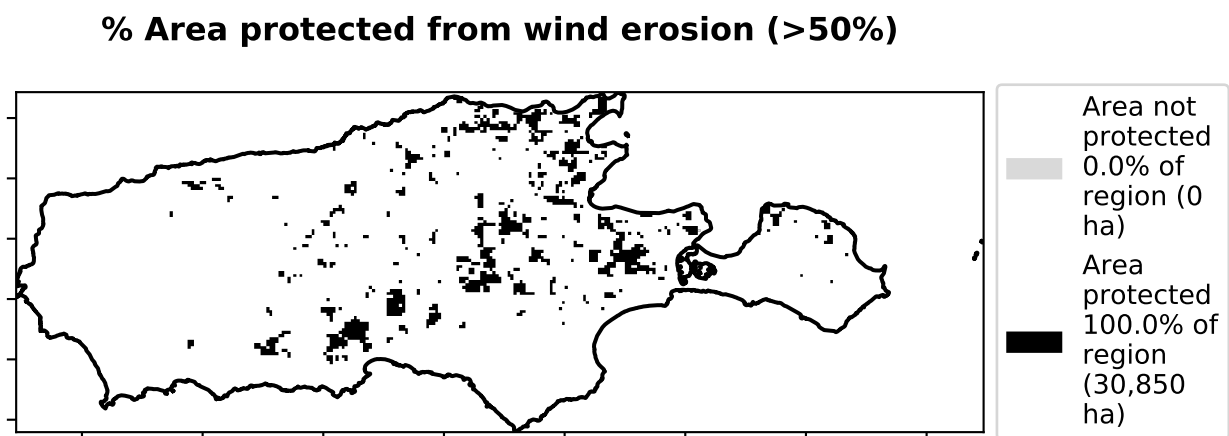 % Area protected from wind erosion (>50%)
Area not
protected
0.0% of
region (0
ha)
Area
protected
100.0% of
region
(30,850
ha)